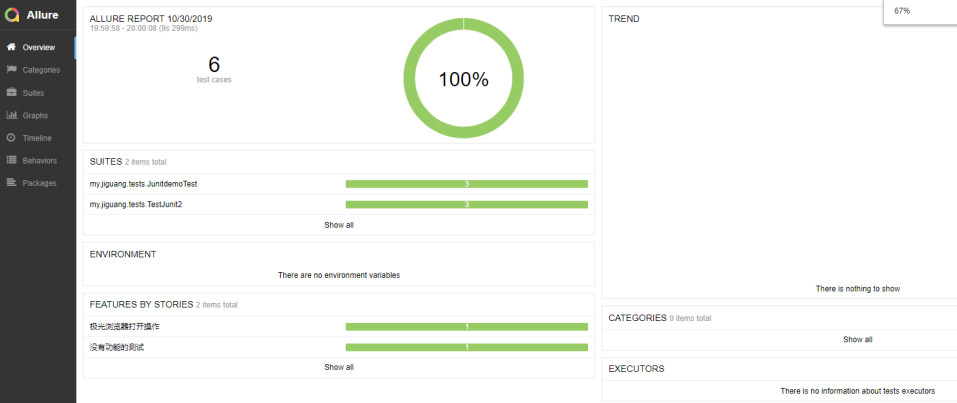 Allure
Overview
Categories
Suites
Graphs
Timeline
Behaviors
Packages
ALLURE REPORT 10/30/2019
19:59:58 - 20:00:08 (9s 299ms)
6
test cases
100%
SUITES 2 items total
my.jiguang.tests.JunitdemoTest 3
my.jiguang.tests.TestJunit2 3
Show all
ENVIRONMENT
There are no environment variables
FEATURES BY STORIES 2 items total
极光浏览器打开操作 1
没有功能的测试 1
Show all
TREND
67%
There is nothing to show
CATEGORIES 0 items total
Show all
EXECUTORS
There is no information about tests executors